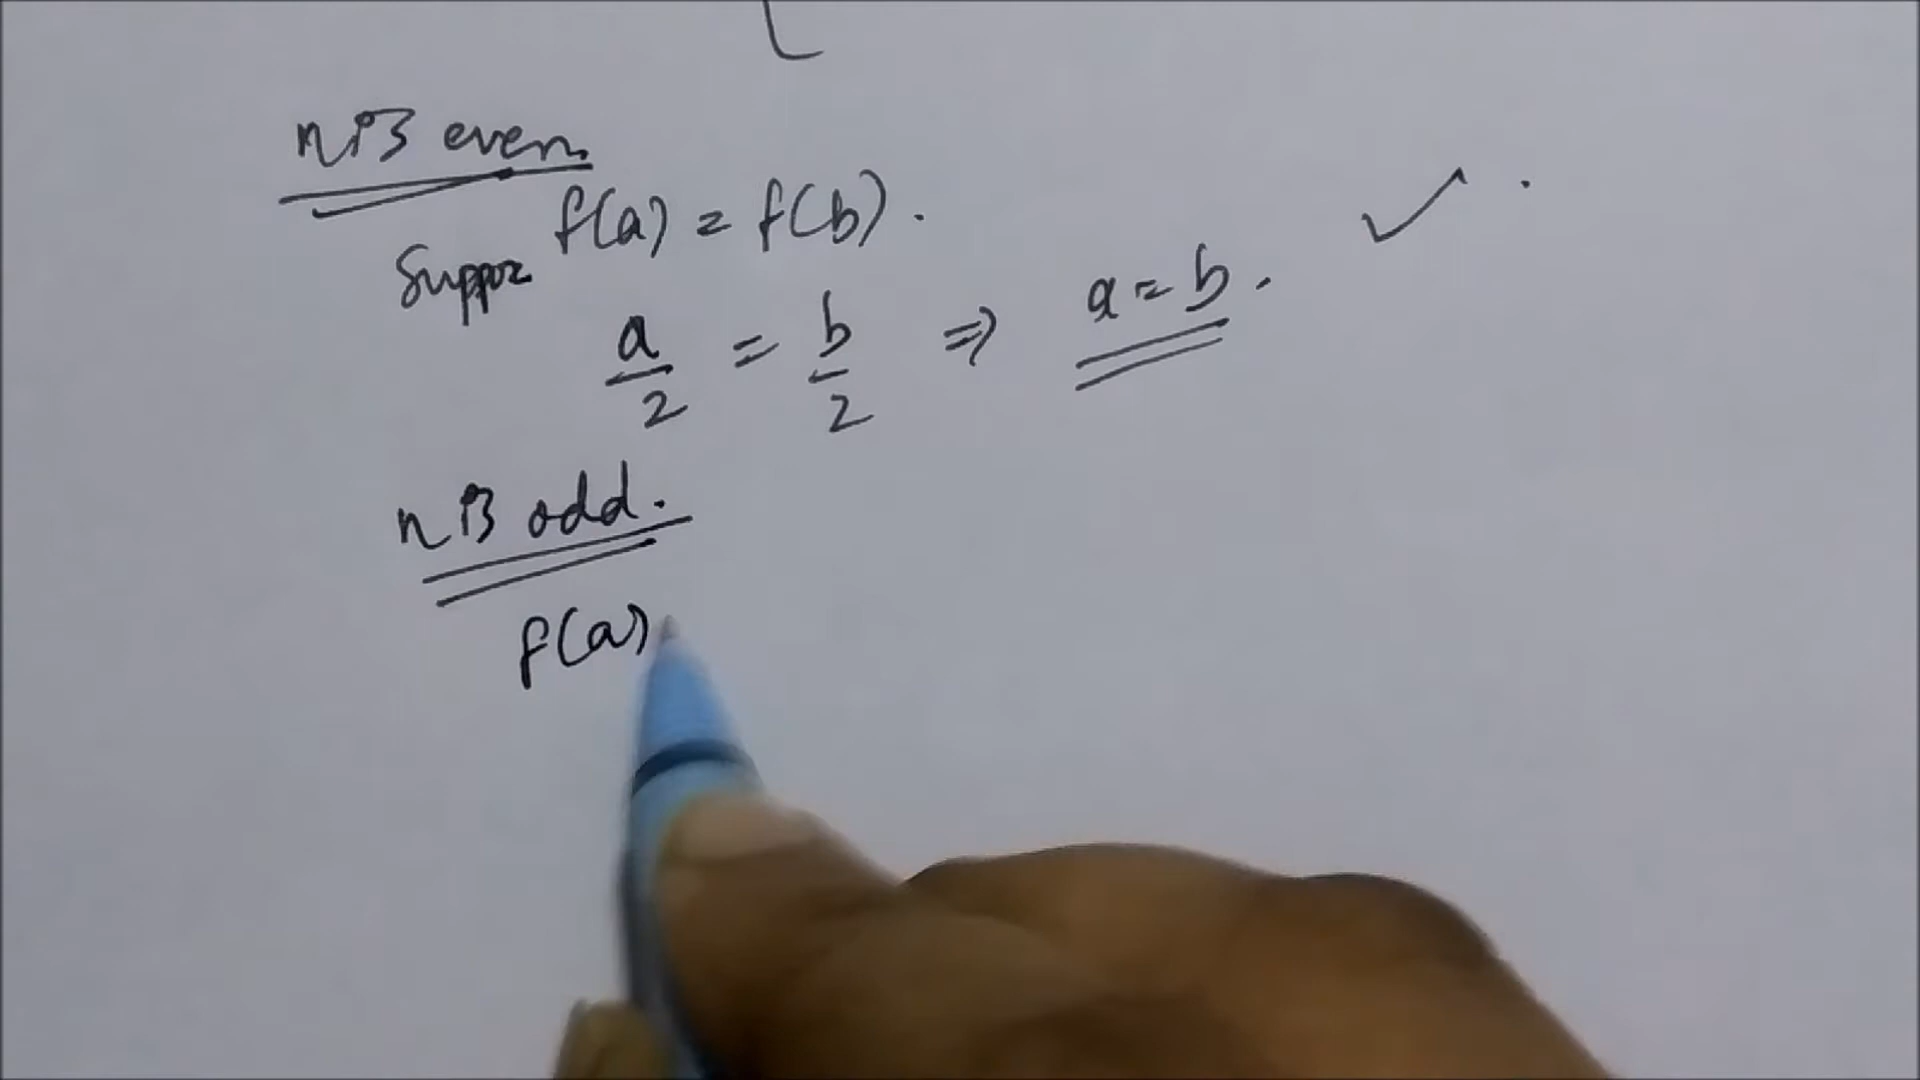 n is even.
Suppose f(a) = f(b).
a/2 = b/2 ⇒ a = b. ✓.
n is odd.
f(a)